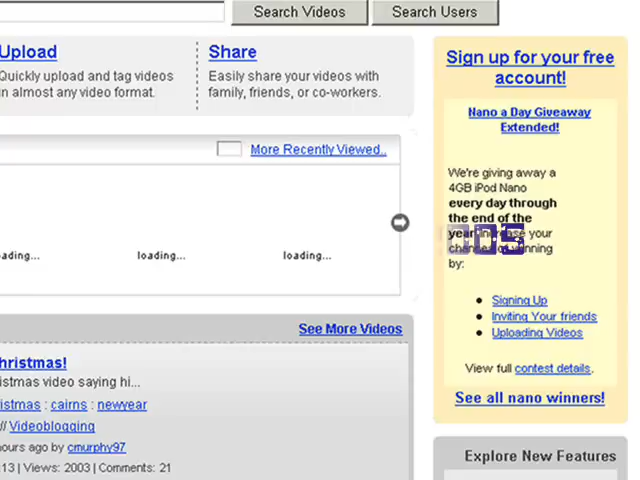 Search Videos
Search Users
Upload
Quickly upload and tag videos
in almost any video format.
Share
Easily share your videos with
family, friends, or co-workers.
More Recently Viewed..
loading...
loading...
See More Videos
hristmas!
istmas video saying hi...
istmas : cairns : newyear
// Videoblogging
ours ago by cmurphy97
13 | Views: 2003 | Comments: 21
Sign up for your free
account!
Nano a Day Giveaway
Extended!
We're giving away a
4GB iPod Nano
every day through
the end of the
year. Increase your
chances of winning
by:
Signing Up
Inviting Your friends
Uploading Videos
View full contest details.
See all nano winners!
Explore New Features